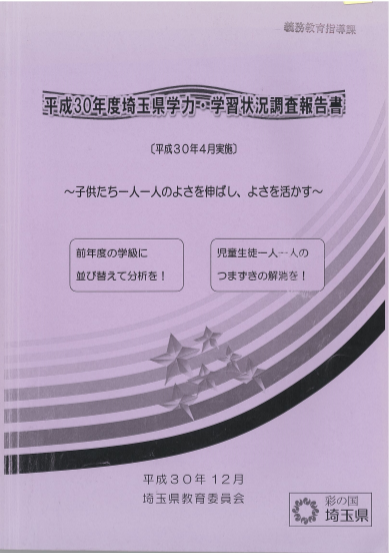 義務教育指導課
平成30年度埼玉県学力・学習状況調査報告書
〔平成30年4月実施〕
～子供たち一人一人のよさを伸ばし、よさを活かす～
前年度の学級に
並び替えて分析を！
児童生徒一人一人の
つまずきの解消を！
平成３０年１２月
埼玉県教育委員会
彩の国
埼玉県